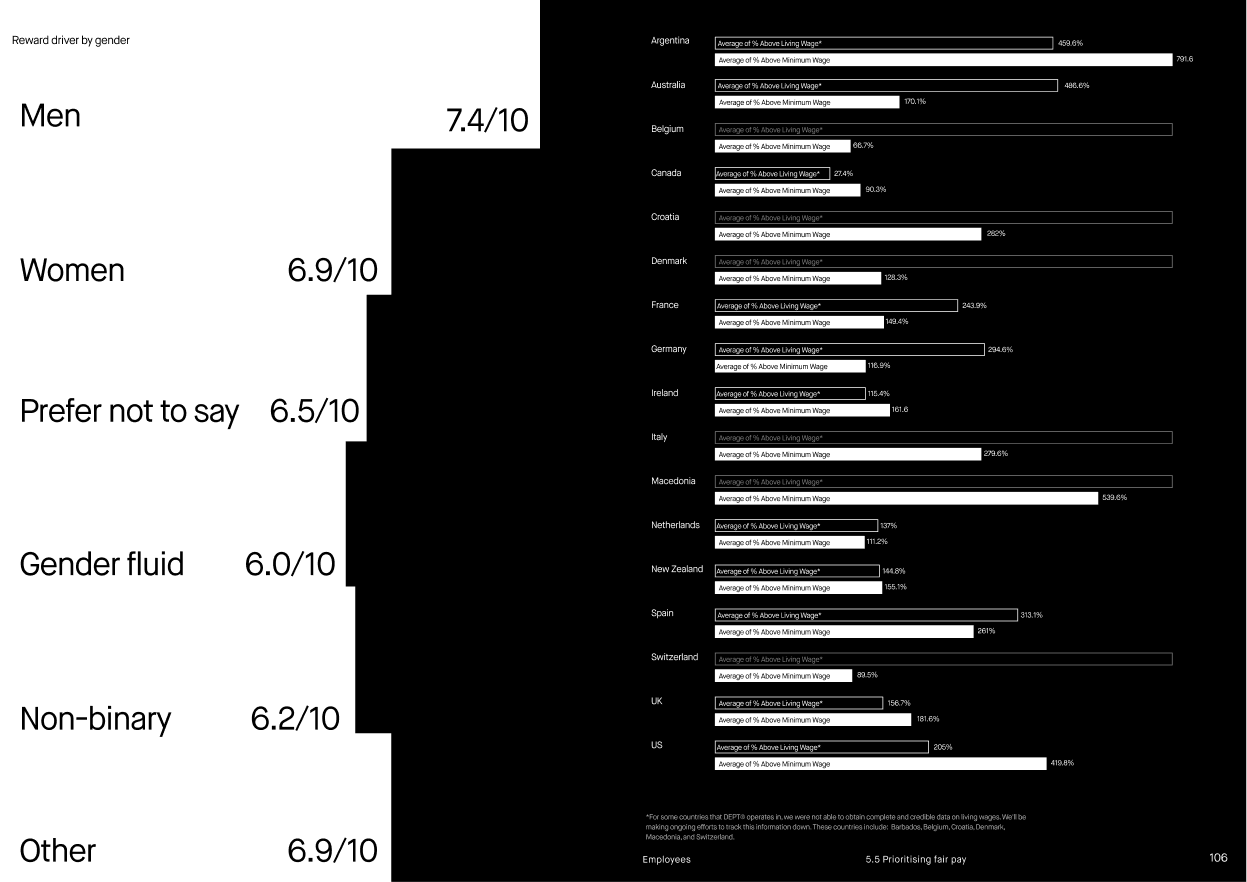 Reward driver by gender
Men 7.4/10
Women 6.9/10
Prefer not to say 6.5/10
Gender fluid 6.0/10
Non-binary 6.2/10
Other 6.9/10
Argentina Average of % Above Living Wage* 459.6%
Average of % Above Minimum Wage 791.6
Australia Average of % Above Living Wage* 486.6%
Average of % Above Minimum Wage 170.1%
Belgium Average of % Above Living Wage*
Average of % Above Minimum Wage 66.7%
Canada Average of % Above Living Wage* 27.4%
Average of % Above Minimum Wage 90.3%
Croatia Average of % Above Living Wage*
Average of % Above Minimum Wage 282%
Denmark Average of % Above Living Wage*
Average of % Above Minimum Wage 128.3%
France Average of % Above Living Wage* 243.9%
Average of % Above Minimum Wage 149.4%
Germany Average of % Above Living Wage* 294.6%
Average of % Above Minimum Wage 116.9%
Ireland Average of % Above Living Wage* 115.4%
Average of % Above Minimum Wage 161.6
Italy Average of % Above Living Wage*
Average of % Above Minimum Wage 279.6%
Macedonia Average of % Above Living Wage*
Average of % Above Minimum Wage 539.6%
Netherlands Average of % Above Living Wage* 137%
Average of % Above Minimum Wage 111.2%
New Zealand Average of % Above Living Wage* 144.8%
Average of % Above Minimum Wage 155.1%
Spain Average of % Above Living Wage* 313.1%
Average of % Above Minimum Wage 261%
Switzerland Average of % Above Living Wage*
Average of % Above Minimum Wage 89.5%
UK Average of % Above Living Wage* 156.7%
Average of % Above Minimum Wage 181.6%
US Average of % Above Living Wage* 205%
Average of % Above Minimum Wage 419.8%
*For some countries that DEPT® operates in, we were not able to obtain complete and credible data on living wages. We'll be
making ongoing efforts to track this information down. These countries include: Barbados, Belgium, Croatia, Denmark,
Macedonia, and Switzerland.
Employees 5.5 Prioritising fair pay 106